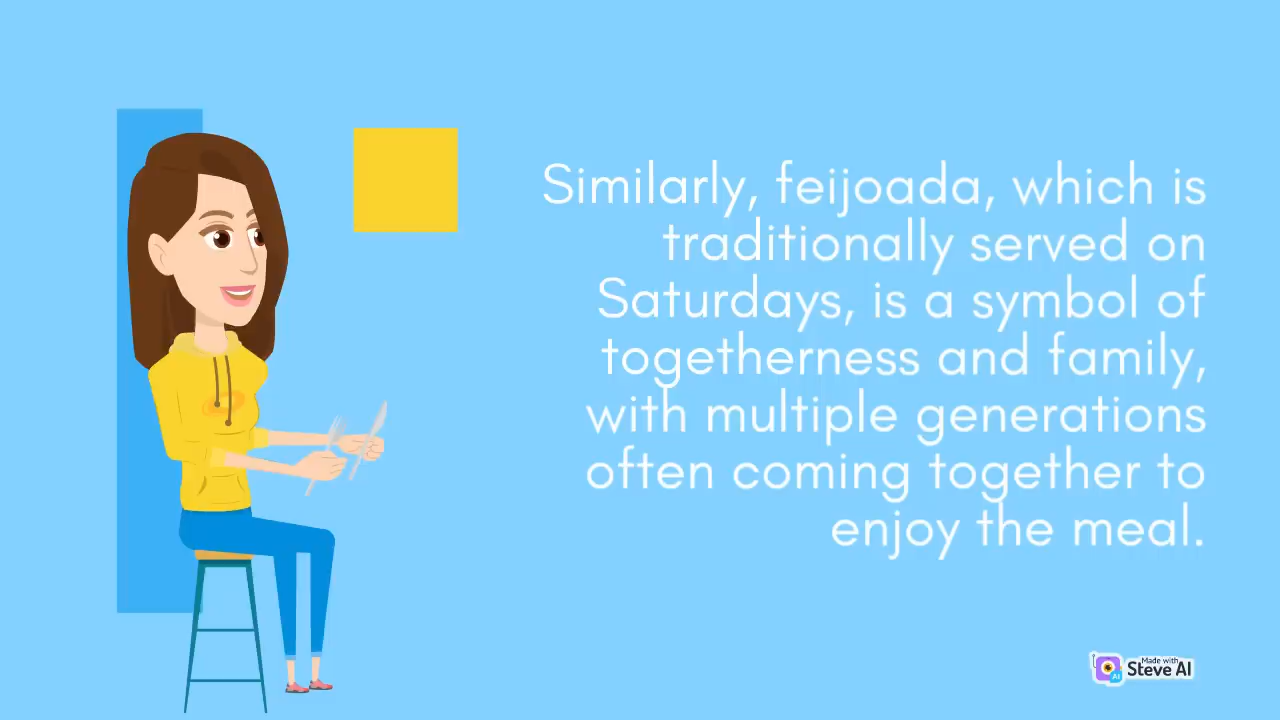 Similarly, feijoada, which is
traditionally served on
Saturdays, is a symbol of
togetherness and family,
with multiple generations
often coming together to
enjoy the meal.
Made with
Steve AI
AI